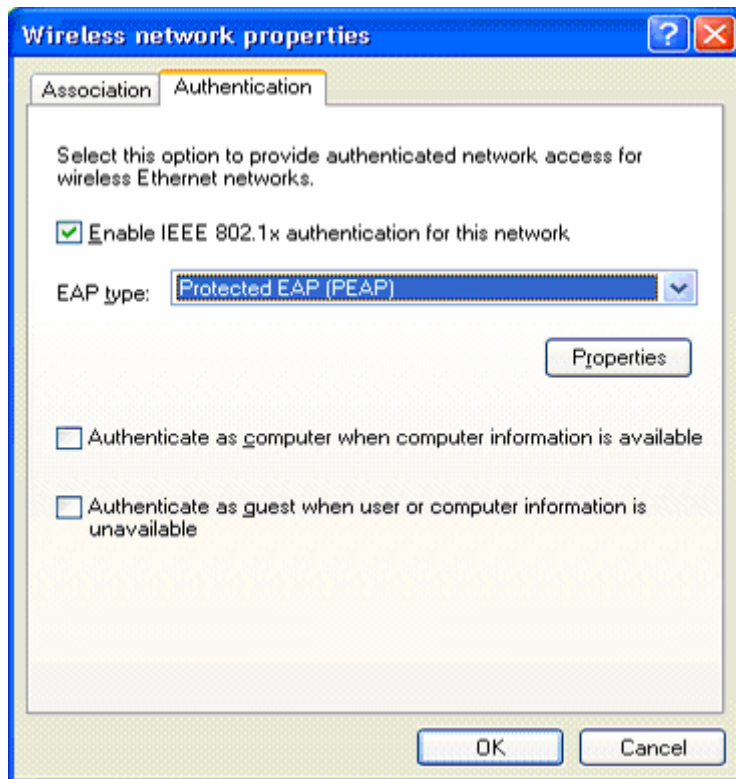 Wireless network properties
Association Authentication
Select this option to provide authenticated network access for
wireless Ethernet networks.
Enable IEEE 802.1x authentication for this network
EAP type: Protected EAP (PEAP)
Properties
Authenticate as computer when computer information is available
Authenticate as guest when user or computer information is
unavailable
OK Cancel